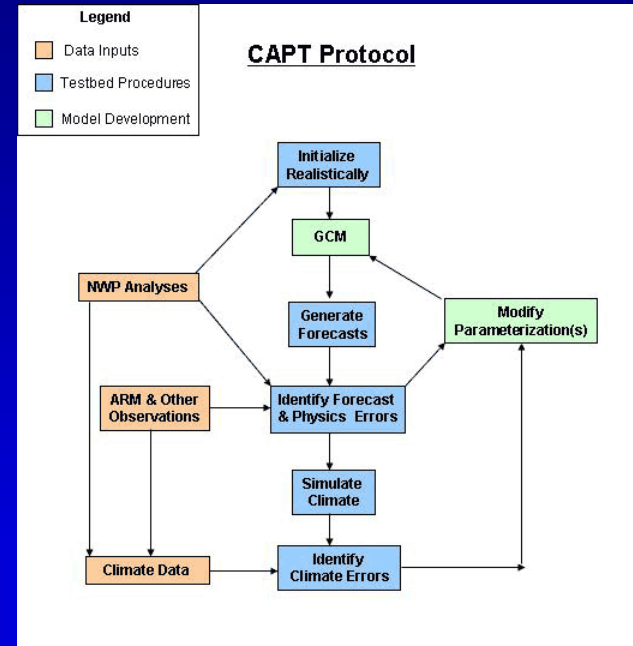 Legend
Data Inputs
Testbed Procedures
Model Development
CAPT Protocol
Initialize
Realistically
GCM
NWP Analyses
Generate
Forecasts
Modify
Parameterization(s)
ARM & Other
Observations
Identify Forecast
& Physics Errors
Simulate
Climate
Climate Data
Identify
Climate Errors